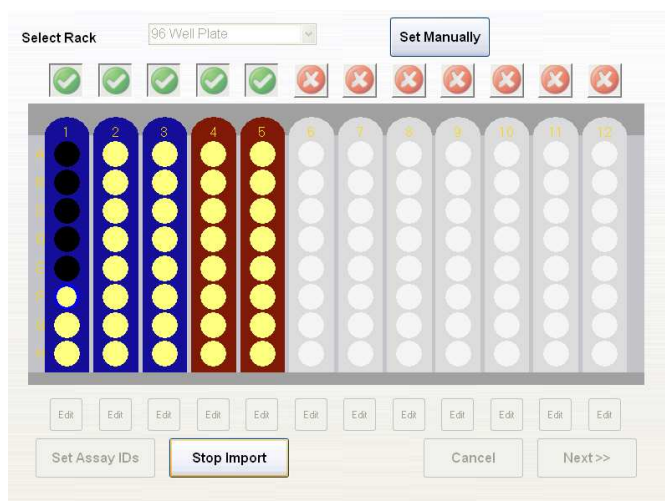 Select Rack 96 Well Plate Set Manually
1 2 3 4 5 6 7 8 9 10 11 12
Edit Edit Edit Edit Edit Edit Edit Edit Edit Edit Edit Edit
Set Assay IDs Stop Import Cancel Next >>